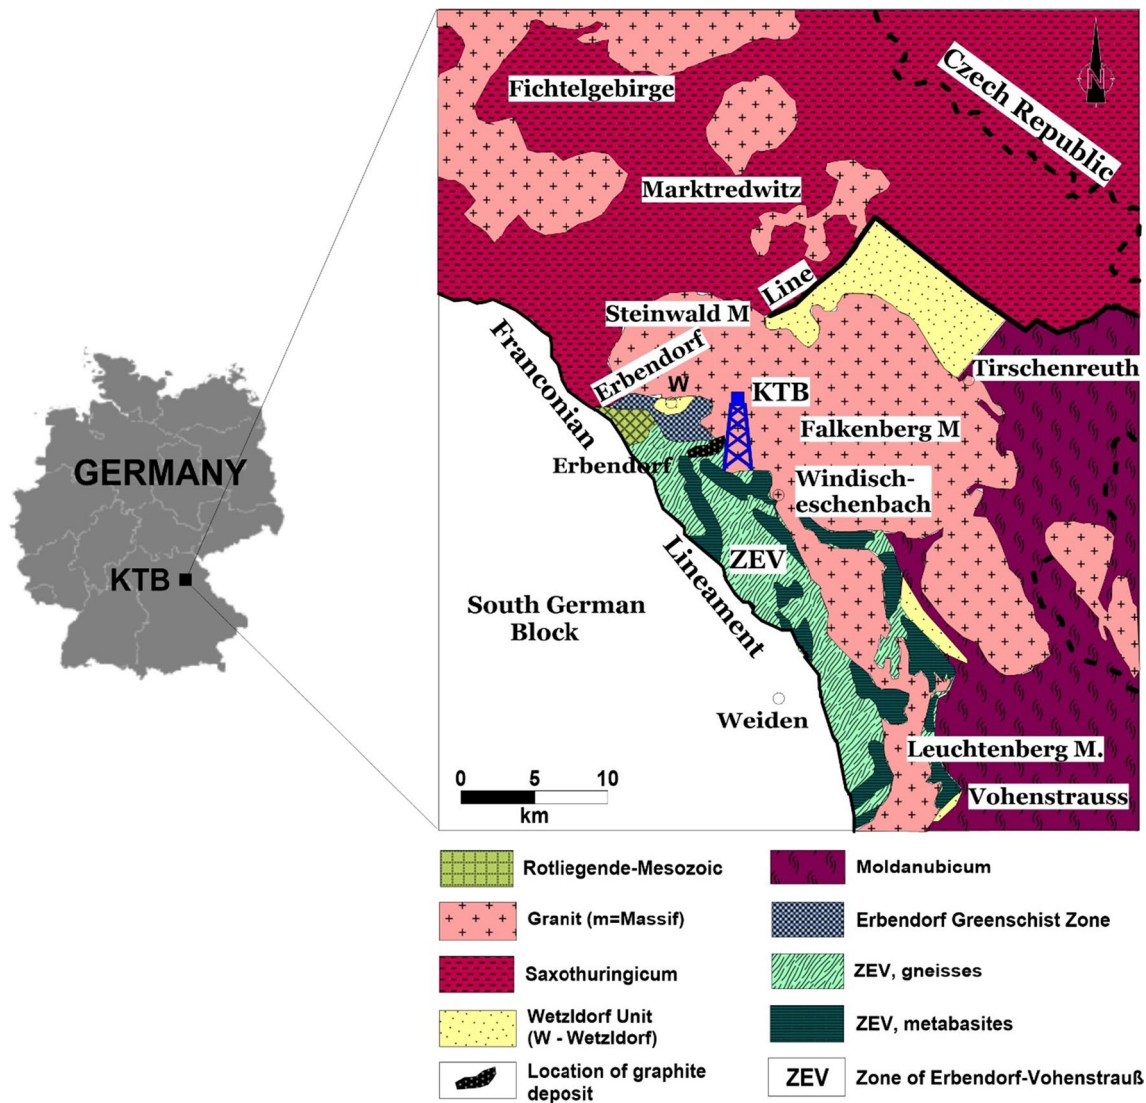 Fichtelgebirge
Czech Republic
N
Marktredwitz
Line
Steinwald M
Franconian
Erbendorf
W
KTB
Tirschenreuth
Falkenberg M
Erbendorf
Windisch-
eschenbach
GERMANY
KTB
ZEV
Lineament
South German
Block
Weiden
Leuchtenberg M.
Vohenstrauss
0 5 10
km
Rotliegende-Mesozoic
Granit (m=Massif)
Saxothuringicum
Wetzldorf Unit
(W - Wetzldorf)
Location of graphite
deposit
Moldanubicum
Erbendorf Greenschist Zone
ZEV, gneisses
ZEV, metabasites
ZEV Zone of Erbendorf-Vohenstrauß